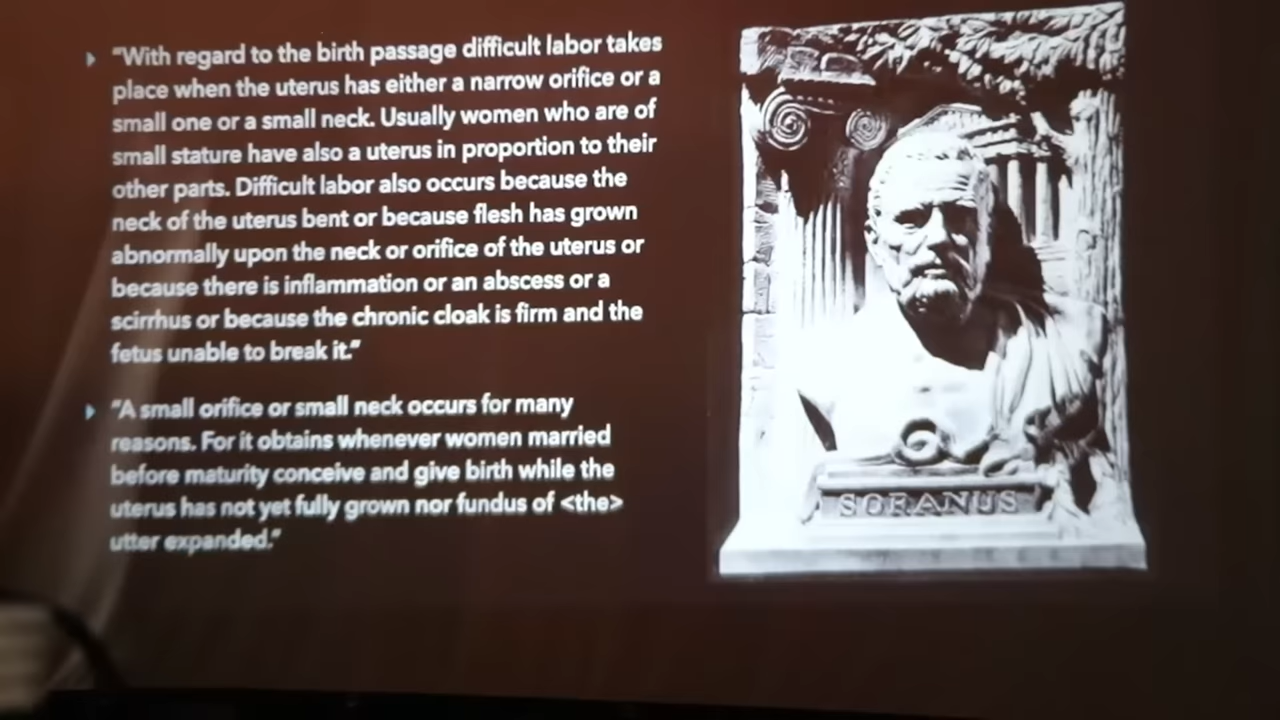 "With regard to the birth passage difficult labor takes
place when the uterus has either a narrow orifice or a
small one or a small neck. Usually women who are of
small stature have also a uterus in proportion to their
other parts. Difficult labor also occurs because the
neck of the uterus bent or because flesh has grown
abnormally upon the neck or orifice of the uterus or
because there is inflammation or an abscess or a
scirrhus or because the chronic cloak is firm and the
fetus unable to break it."
"A small orifice or small neck occurs for many
reasons. For it obtains whenever women married
before maturity conceive and give birth while the
uterus has not yet fully grown nor fundus of <the>
utter expanded."
SORANUS